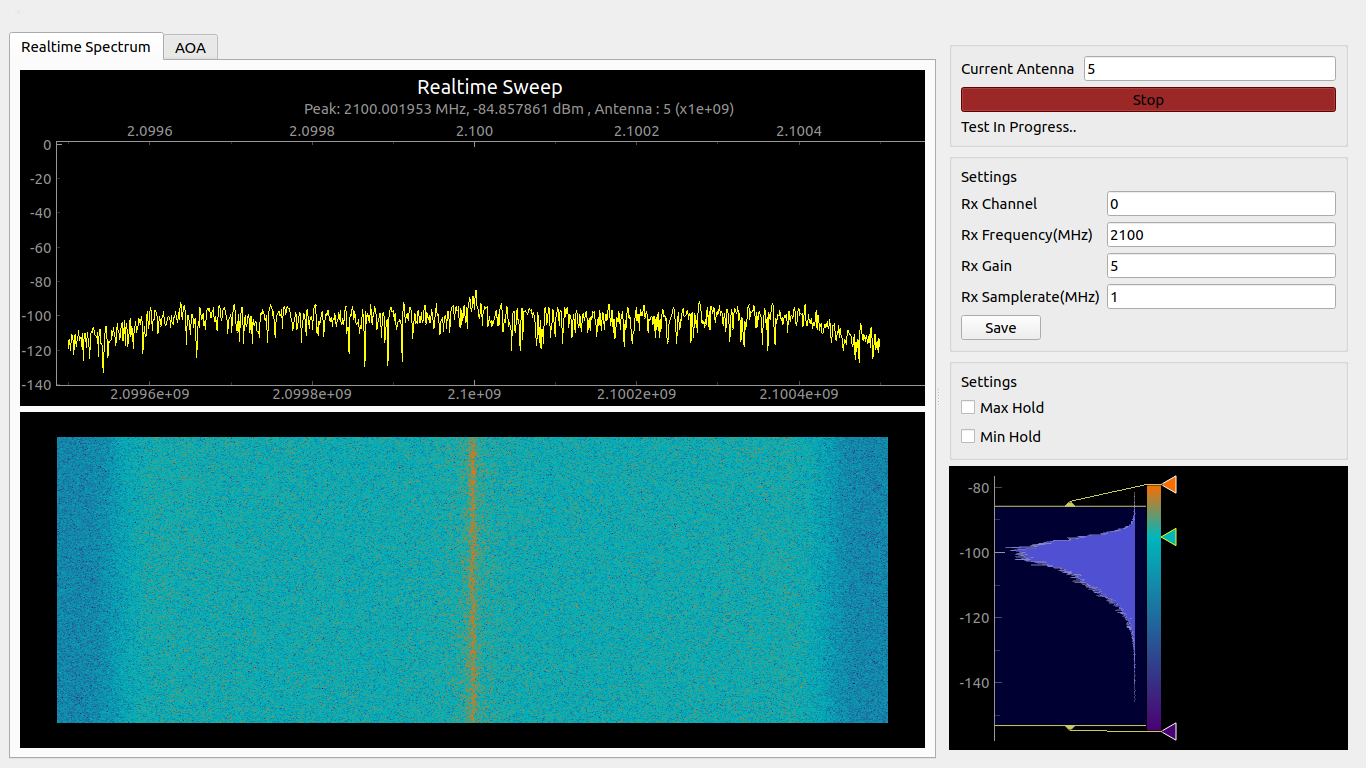 Realtime Spectrum
AOA
Realtime Sweep
Peak: 2100.001953 MHz, -84.857861 dBm , Antenna : 5 (x1e+09)
2.0996 2.0998 2.100 2.1002 2.1004
0
-20
-40
-60
-80
-100
-120
-140
2.0996e+09 2.0998e+09 2.1e+09 2.1002e+09 2.1004e+09
Current Antenna 5
Stop
Test In Progress..
Settings
Rx Channel 0
Rx Frequency(MHz) 2100
Rx Gain 5
Rx Samplerate(MHz) 1
Save
Settings
Max Hold
Min Hold
-80
-100
-120
-140